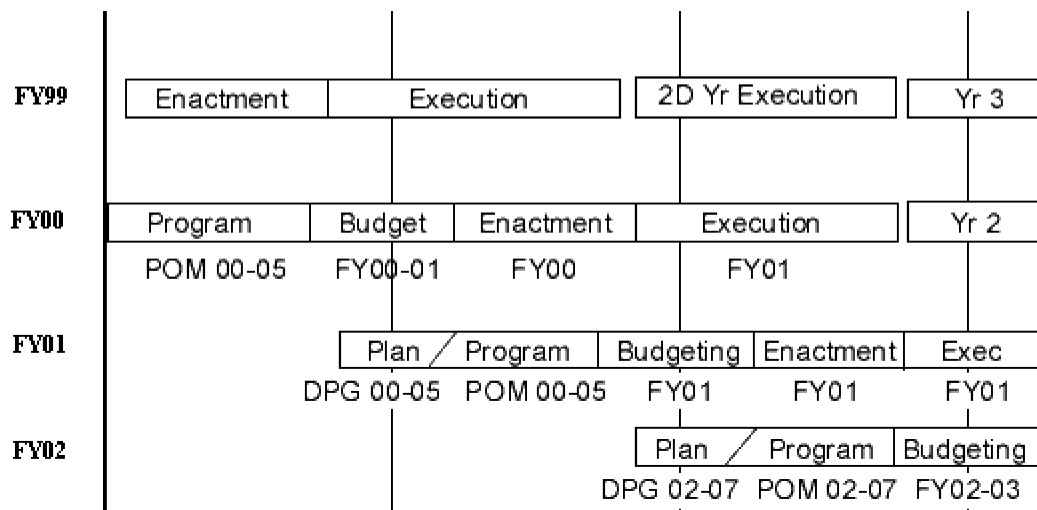 FY99 Enactment Execution 2D Yr Execution Yr 3
FY00 Program Budget Enactment Execution Yr 2
POM 00-05 FY00-01 FY00 FY01
FY01 Plan / Program Budgeting Enactment Exec
DPG 00-05 POM 00-05 FY01 FY01 FY01
FY02 Plan / Program Budgeting
DPG 02-07 POM 02-07 FY02-03